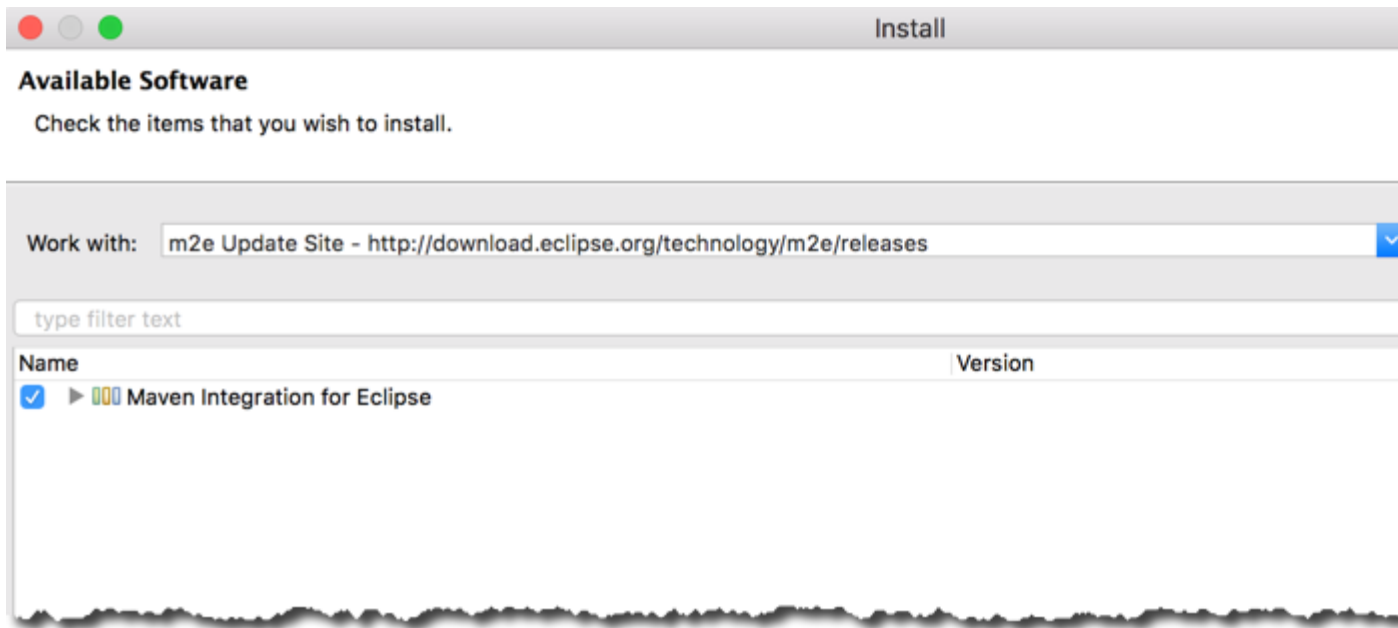 Install
Available Software
Check the items that you wish to install.
Work with: m2e Update Site - http://download.eclipse.org/technology/m2e/releases
type filter text
Name Version
Maven Integration for Eclipse